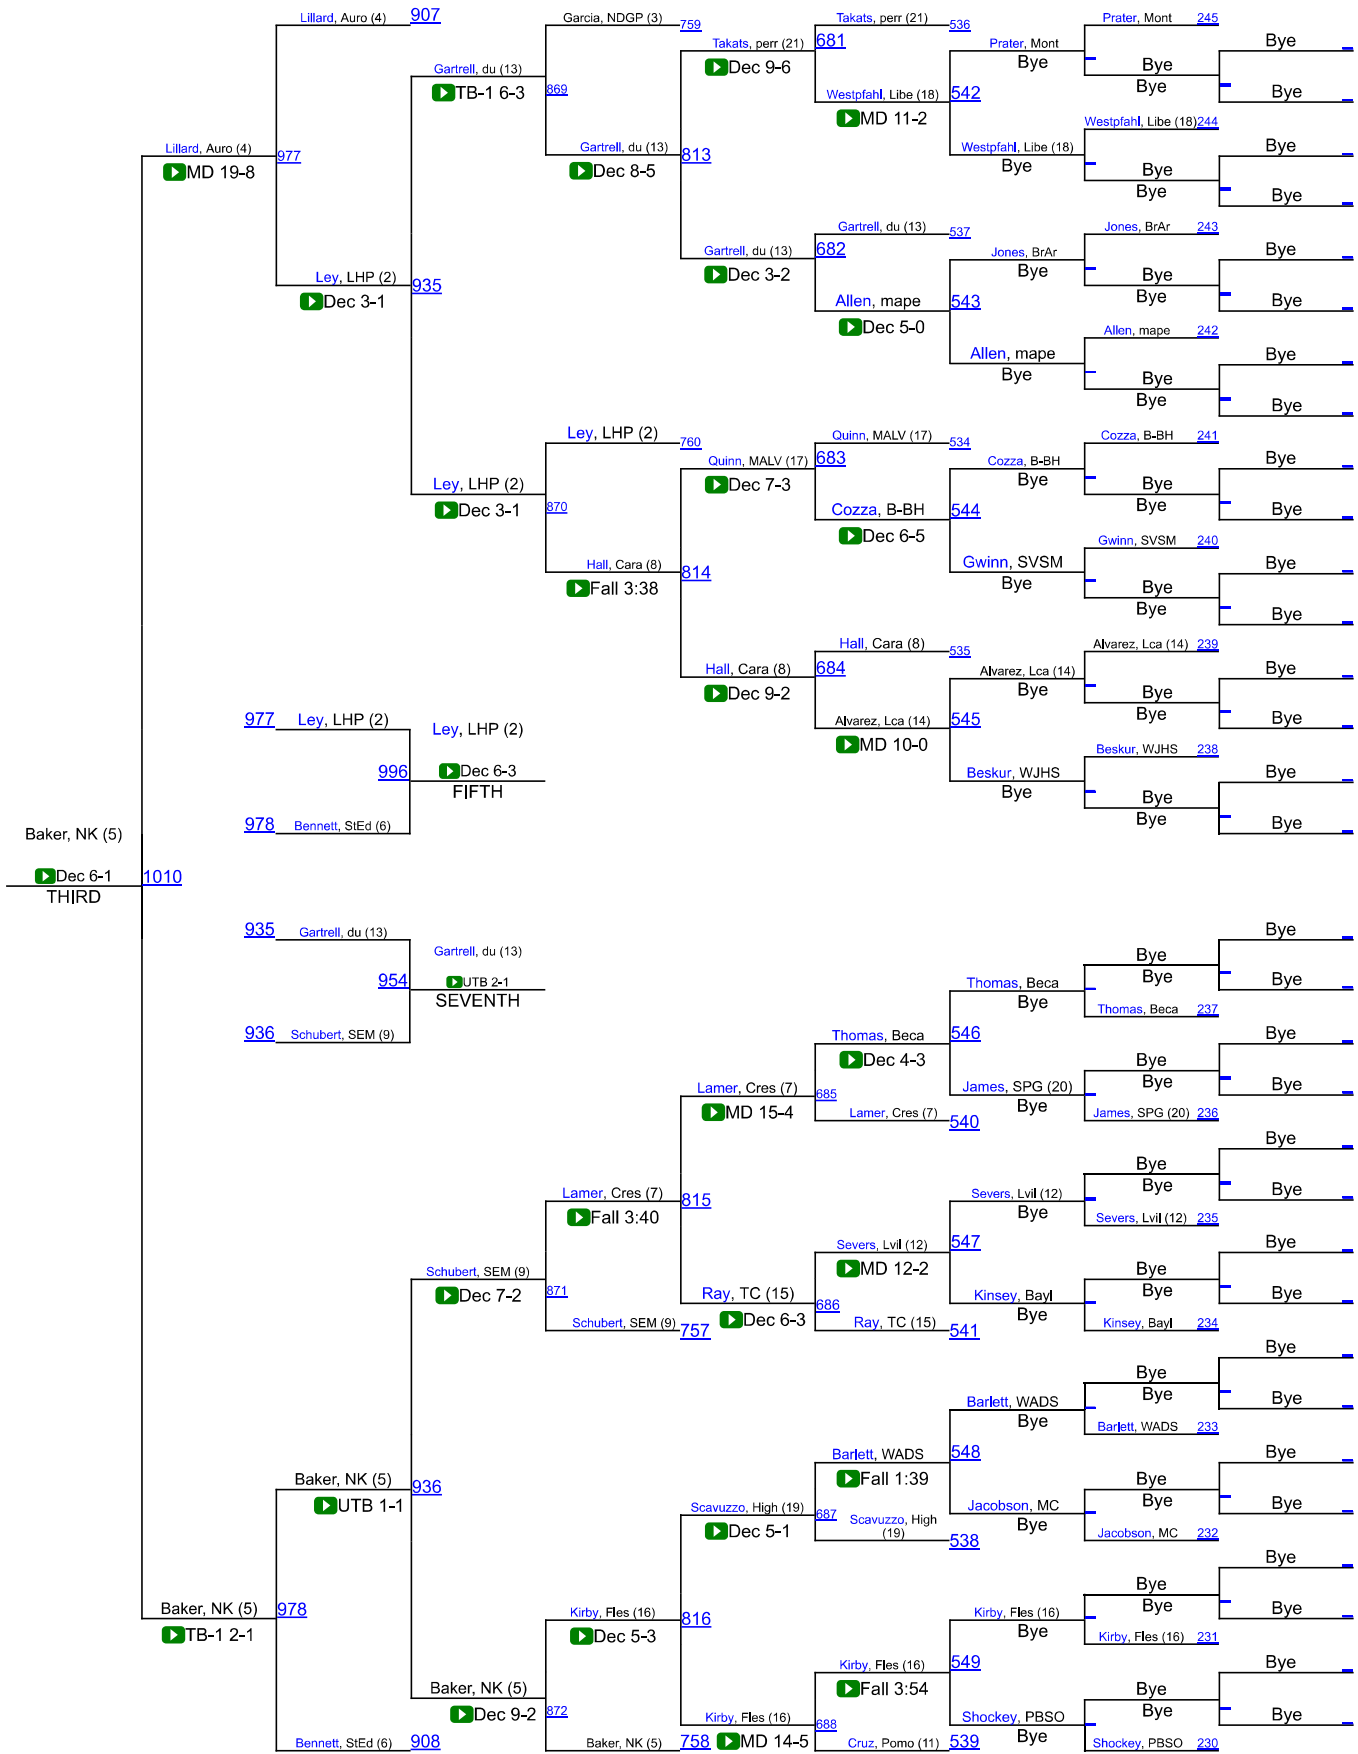 Lillard, Auro (4) 907
Garcia, NDGP (3) 759
Takats, perr (21) 536
Prater, Mont 245
Bye
Takats, perr (21) 681
Prater, Mont
Bye
Dec 9-6
Bye
Gartrell, du (13)
TB-1 6-3
869
Westpfahl, Libe (18) 542
MD 11-2
Bye
Bye
Westpfahl, Libe (18) 244
Lillard, Auro (4) 977
MD 19-8
Gartrell, du (13) 813
Dec 8-5
Westpfahl, Libe (18)
Bye
Bye
Bye
Bye
Bye
Gartrell, du (13) 537
Jones, BrAr 243
Gartrell, du (13) 682
Dec 3-2
Jones, BrAr
Bye
Bye
Bye
Bye
Bye
Ley, LHP (2) 935
Dec 3-1
Allen, mape 543
Dec 5-0
Allen, mape 242
Allen, mape
Bye
Bye
Bye
Bye
Bye
Ley, LHP (2) 760
Quinn, MALV (17) 534
Cozza, B-BH 241
Quinn, MALV (17) 683
Dec 7-3
Cozza, B-BH
Bye
Bye
Bye
Bye
Bye
Ley, LHP (2)
Dec 3-1
870
Cozza, B-BH 544
Dec 6-5
Gwinn, SVSM 240
Hall, Cara (8) 814
Fall 3:38
Gwinn, SVSM
Bye
Bye
Bye
Bye
Bye
Hall, Cara (8) 535
Alvarez, Lca (14) 239
Hall, Cara (8) 684
Dec 9-2
Alvarez, Lca (14)
Bye
Bye
Bye
Bye
Bye
977 Ley, LHP (2)
Ley, LHP (2)
Alvarez, Lca (14) 545
MD 10-0
Beskur, WJHS 238
996
Dec 6-3
FIFTH
Beskur, WJHS
Bye
Bye
Bye
Bye
Bye
978 Bennett, StEd (6)
Baker, NK (5)
Dec 6-1
THIRD
1010
935 Gartrell, du (13)
Gartrell, du (13)
Bye
Bye
Bye
Bye
954
UTB 2-1
SEVENTH
Thomas, Beca
Bye
Thomas, Beca 237
936 Schubert, SEM (9)
Thomas, Beca 546
Dec 4-3
Bye
Bye
Bye
Bye
Lamer, Cres (7)
MD 15-4
685
James, SPG (20)
Bye
Lamer, Cres (7) 540
James, SPG (20) 236
Bye
Bye
Bye
Bye
Lamer, Cres (7) 815
Fall 3:40
Severs, Lvil (12)
Bye
Severs, Lvil (12) 235
Severs, Lvil (12) 547
MD 12-2
Bye
Bye
Bye
Bye
Schubert, SEM (9)
Dec 7-2
871
Ray, TC (15)
Dec 6-3
686
Kinsey, Bayl
Bye
Schubert, SEM (9) 757
Ray, TC (15) 541
Kinsey, Bayl 234
Bye
Bye
Bye
Bye
Barlett, WADS
Bye
Barlett, WADS 233
Barlett, WADS 548
Fall 1:39
Bye
Bye
Bye
Bye
Baker, NK (5) 936
UTB 1-1
Scavuzzo, High (19)
Dec 5-1
687
Scavuzzo, High
(19)
538
Jacobson, MC
Bye
Jacobson, MC 232
Bye
Bye
Bye
Bye
Baker, NK (5) 978
TB-1 2-1
Kirby, Fles (16) 816
Dec 5-3
Kirby, Fles (16)
Bye
Kirby, Fles (16) 231
Kirby, Fles (16) 549
Fall 3:54
Bye
Bye
Bye
Bye
Baker, NK (5)
Dec 9-2
872
Kirby, Fles (16)
MD 14-5
688
Shockey, PBSO
Bye
Bennett, StEd (6) 908
Baker, NK (5) 758
Cruz, Pomo (11) 539
Shockey, PBSO 230